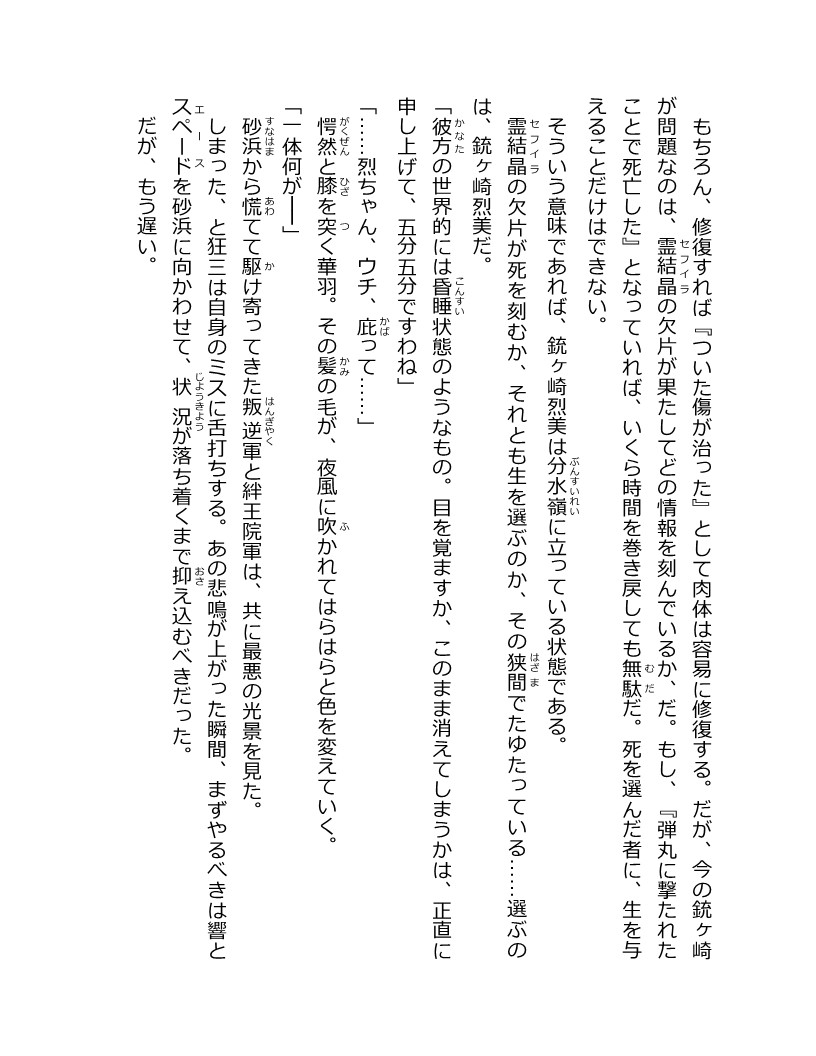 もちろん、修復すれば『ついた傷が治った』として肉体は容易に修復する。だが、今の銃ヶ崎
が問題なのは、霊結晶の欠片が果たしてどの情報を刻んでいるか、だ。もし、『弾丸に撃たれた
ことで死亡した』となっていれば、いくら時間を巻き戻しても無駄だ。死を選んだ者に、生を与
えることだけはできない。
そういう意味であれば、銃ヶ崎烈美は分水嶺に立っている状態である。
霊結晶の欠片が死を刻むか、それとも生を選ぶのか、その狭間でたゆたっている……選ぶの
は、銃ヶ崎烈美だ。
「彼方の世界的には昏睡状態のようなもの。目を覚ますか、このまま消えてしまうかは、正直に
申し上げて、五分五分ですわね」
「……烈ちゃん、ウチ、庇って……」
愕然と膝を突く華羽。その髪の毛が、夜風に吹かれてはらはらと色を変えていく。
「一体何が――」
砂浜から慌てて駆け寄ってきた叛逆軍と絆王院軍は、共に最悪の光景を見た。
しまった、と狂三は自身のミスに舌打ちする。あの悲鳴が上がった瞬間、まずやるべきは響と
スペードを砂浜に向かわせて、状況が落ち着くまで抑え込むべきだった。
だが、もう遅い。